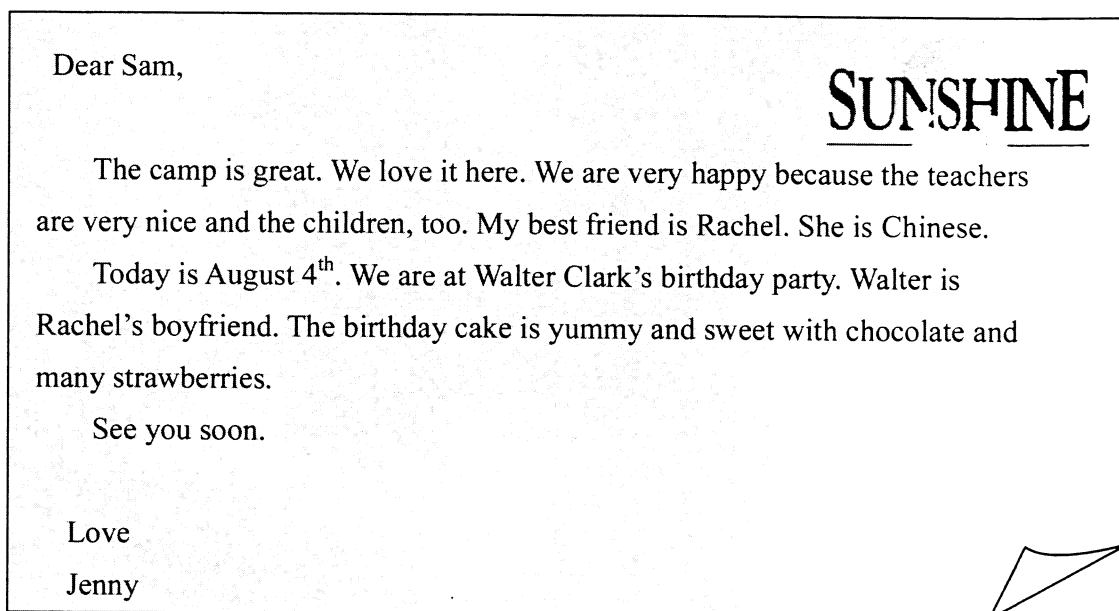 Dear Sam,
SUNSHINE
The camp is great. We love it here. We are very happy because the teachers
are very nice and the children, too. My best friend is Rachel. She is Chinese.
Today is August 4th. We are at Walter Clark's birthday party. Walter is
Rachel's boyfriend. The birthday cake is yummy and sweet with chocolate and
many strawberries.
See you soon.
Love
Jenny